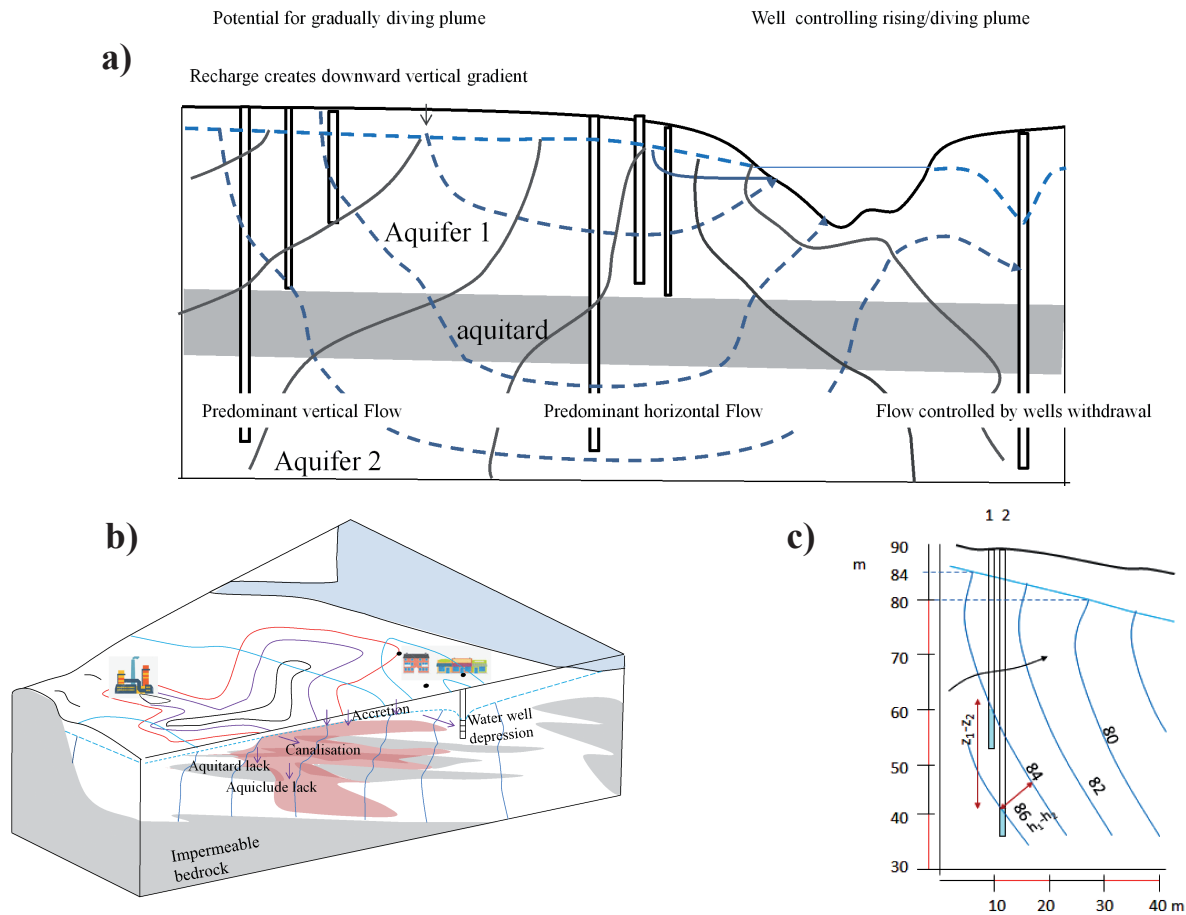 Potential for gradually diving plume
Well controlling rising/diving plume
a)
Recharge creates downward vertical gradient
Aquifer 1
aquitard
Predominant vertical Flow
Predominant horizontal Flow
Flow controlled by wells withdrawal
Aquifer 2
b)
Accretion
Water well
depression
Canalisation
Aquitard lack
Aquiclude lack
Impermeable
bedrock
c)
1 2
m
90
84
80
70
60
50
40
30
z1-z2
80
82
84
86
h1-h2
10
20
30
40 m